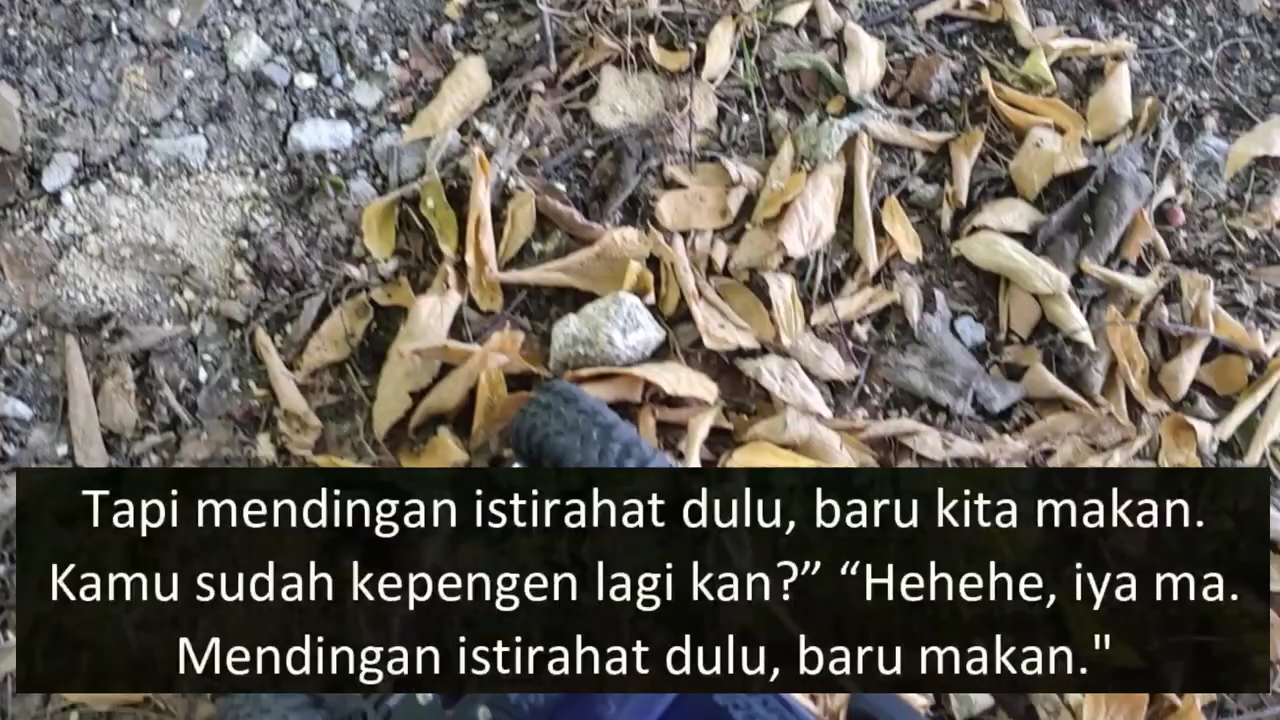 Tapi mendingan istirahat dulu, baru kita makan.
Kamu sudah kepengen lagi kan?” “Hehehe, iya ma.
Mendingan istirahat dulu, baru makan."